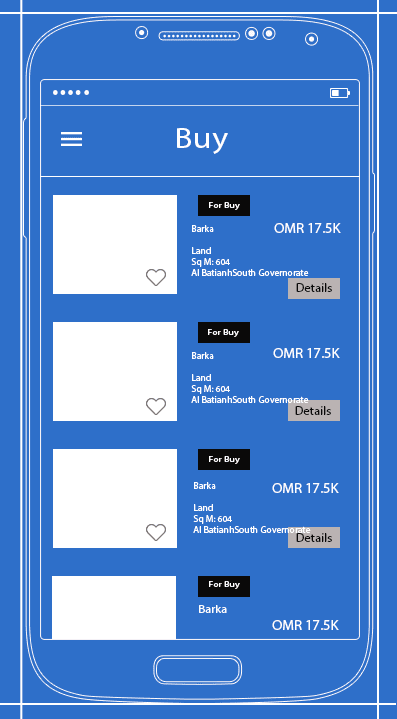 Buy
For Buy
Barka
OMR 17.5K
Land
Sq M: 604
Al BatianhSouth Governorate
Details
For Buy
Barka
OMR 17.5K
Land
Sq M: 604
Al BatianhSouth Governorate
Details
For Buy
Barka
OMR 17.5K
Land
Sq M: 604
Al BatianhSouth Governorate
Details
For Buy
Barka
OMR 17.5K